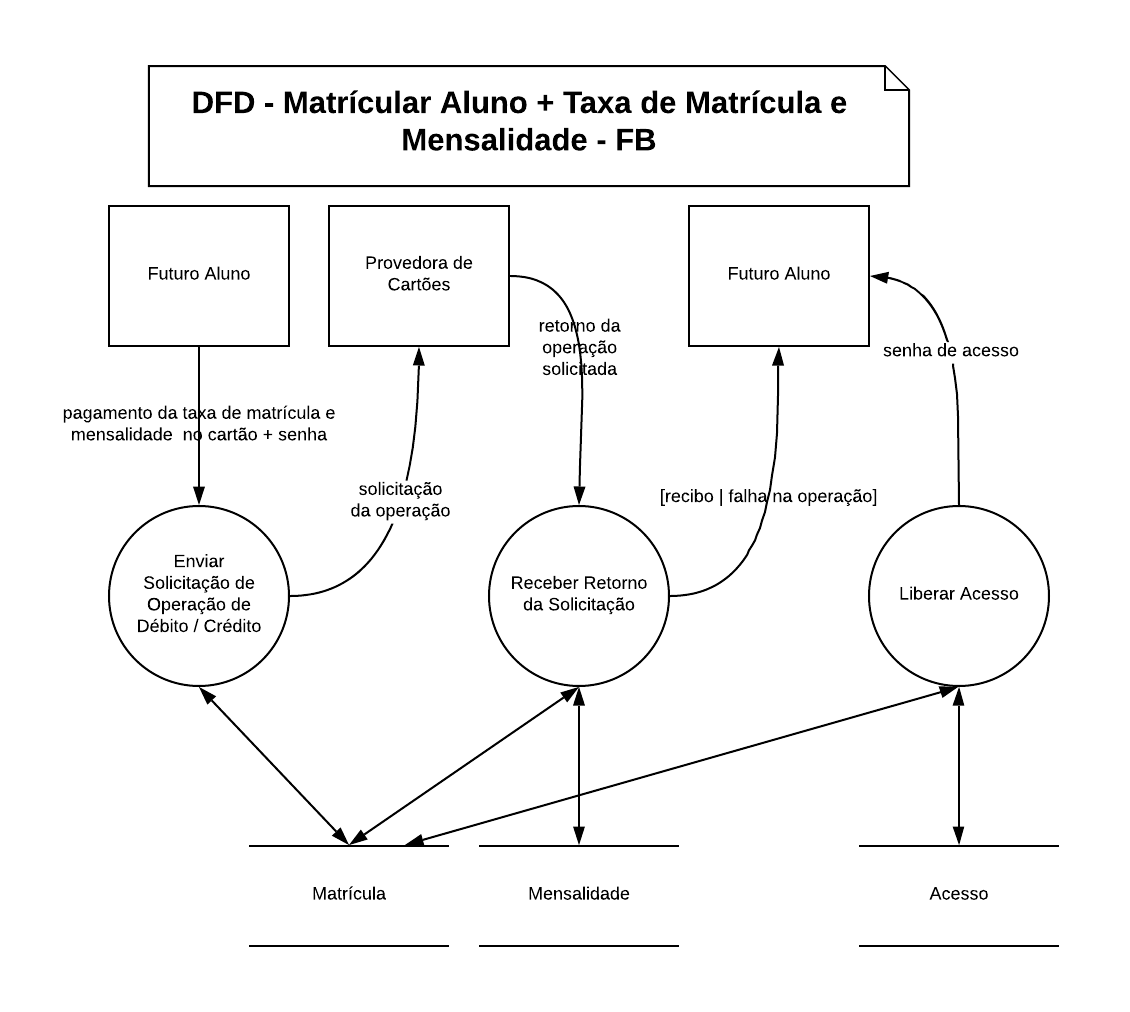 DFD - Matrícular Aluno + Taxa de Matrícula e
Mensalidade - FB
Futuro Aluno
Provedora de
Cartões
Futuro Aluno
retorno da
operação
solicitada
senha de acesso
pagamento da taxa de matrícula e
mensalidade  no cartão + senha
solicitação
da operação
[recibo | falha na operação]
Enviar
Solicitação de
Operação de
Débito / Crédito
Receber Retorno
da Solicitação
Liberar Acesso
Matrícula
Mensalidade
Acesso